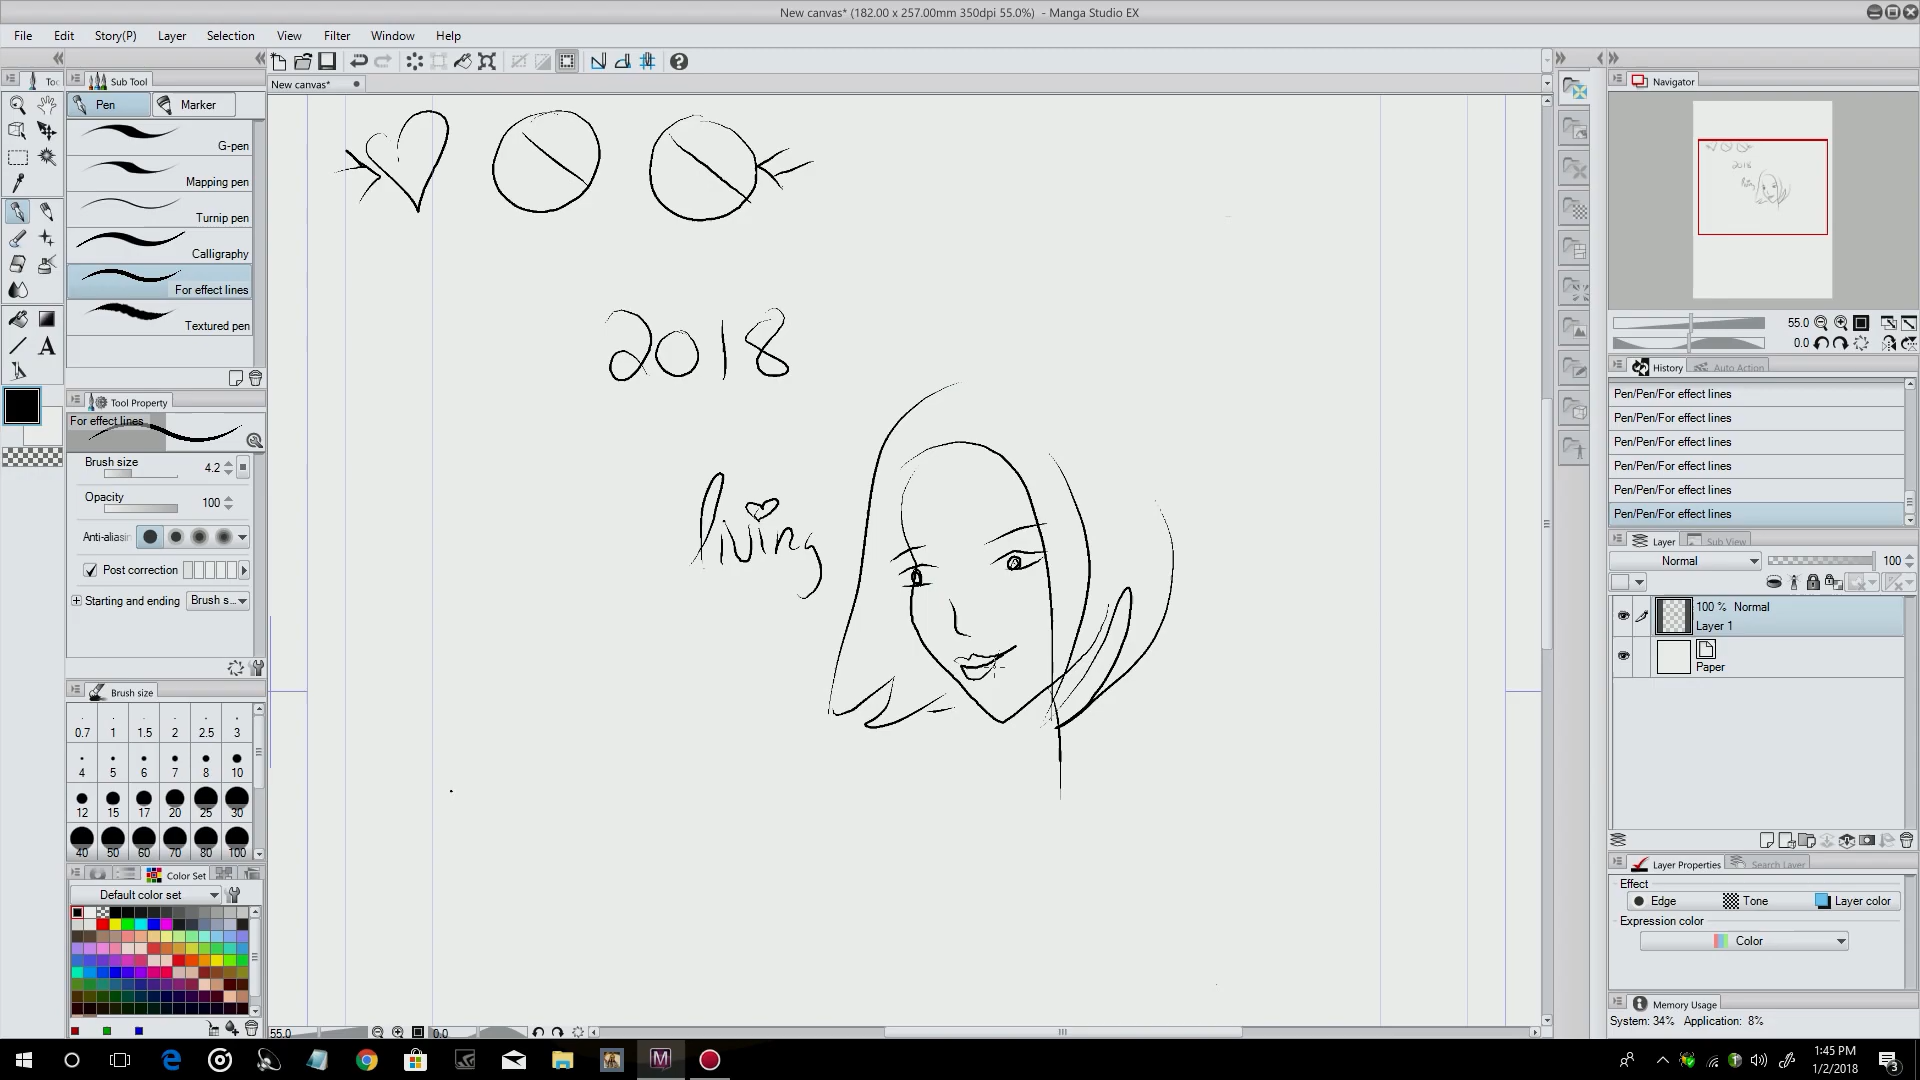 New canvas* (182.00 x 257.00mm 350dpi 55.0%) - Manga Studio EX
File Edit Story(P) Layer Selection View Filter Window Help
Sub Tool
New canvas*
Pen Marker
G-pen
Mapping pen
Turnip pen
Calligraphy
For effect lines
Textured pen
Tool Property
For effect lines
Brush size 4.2
Opacity 100
Post correction
Starting and ending Brush s...
Brush size
0.7 1 1.5 2 2.5 3
4 5 6 7 8 10
12 15 17 20 25 30
40 50 60 70 80 100
Color Set
Default color set
2018
living
55.0 0.0
Navigator
55.0
0.0
History Auto Action
Pen/Pen/For effect lines
Pen/Pen/For effect lines
Pen/Pen/For effect lines
Pen/Pen/For effect lines
Pen/Pen/For effect lines
Pen/Pen/For effect lines
Layer Sub View
Normal 100
100 % Normal
Layer 1
Paper
Layer Properties Search Layer
Effect
Edge Tone Layer color
Expression color
Color
Memory Usage
System: 34% Application: 8%
1:45 PM
1/2/2018
3